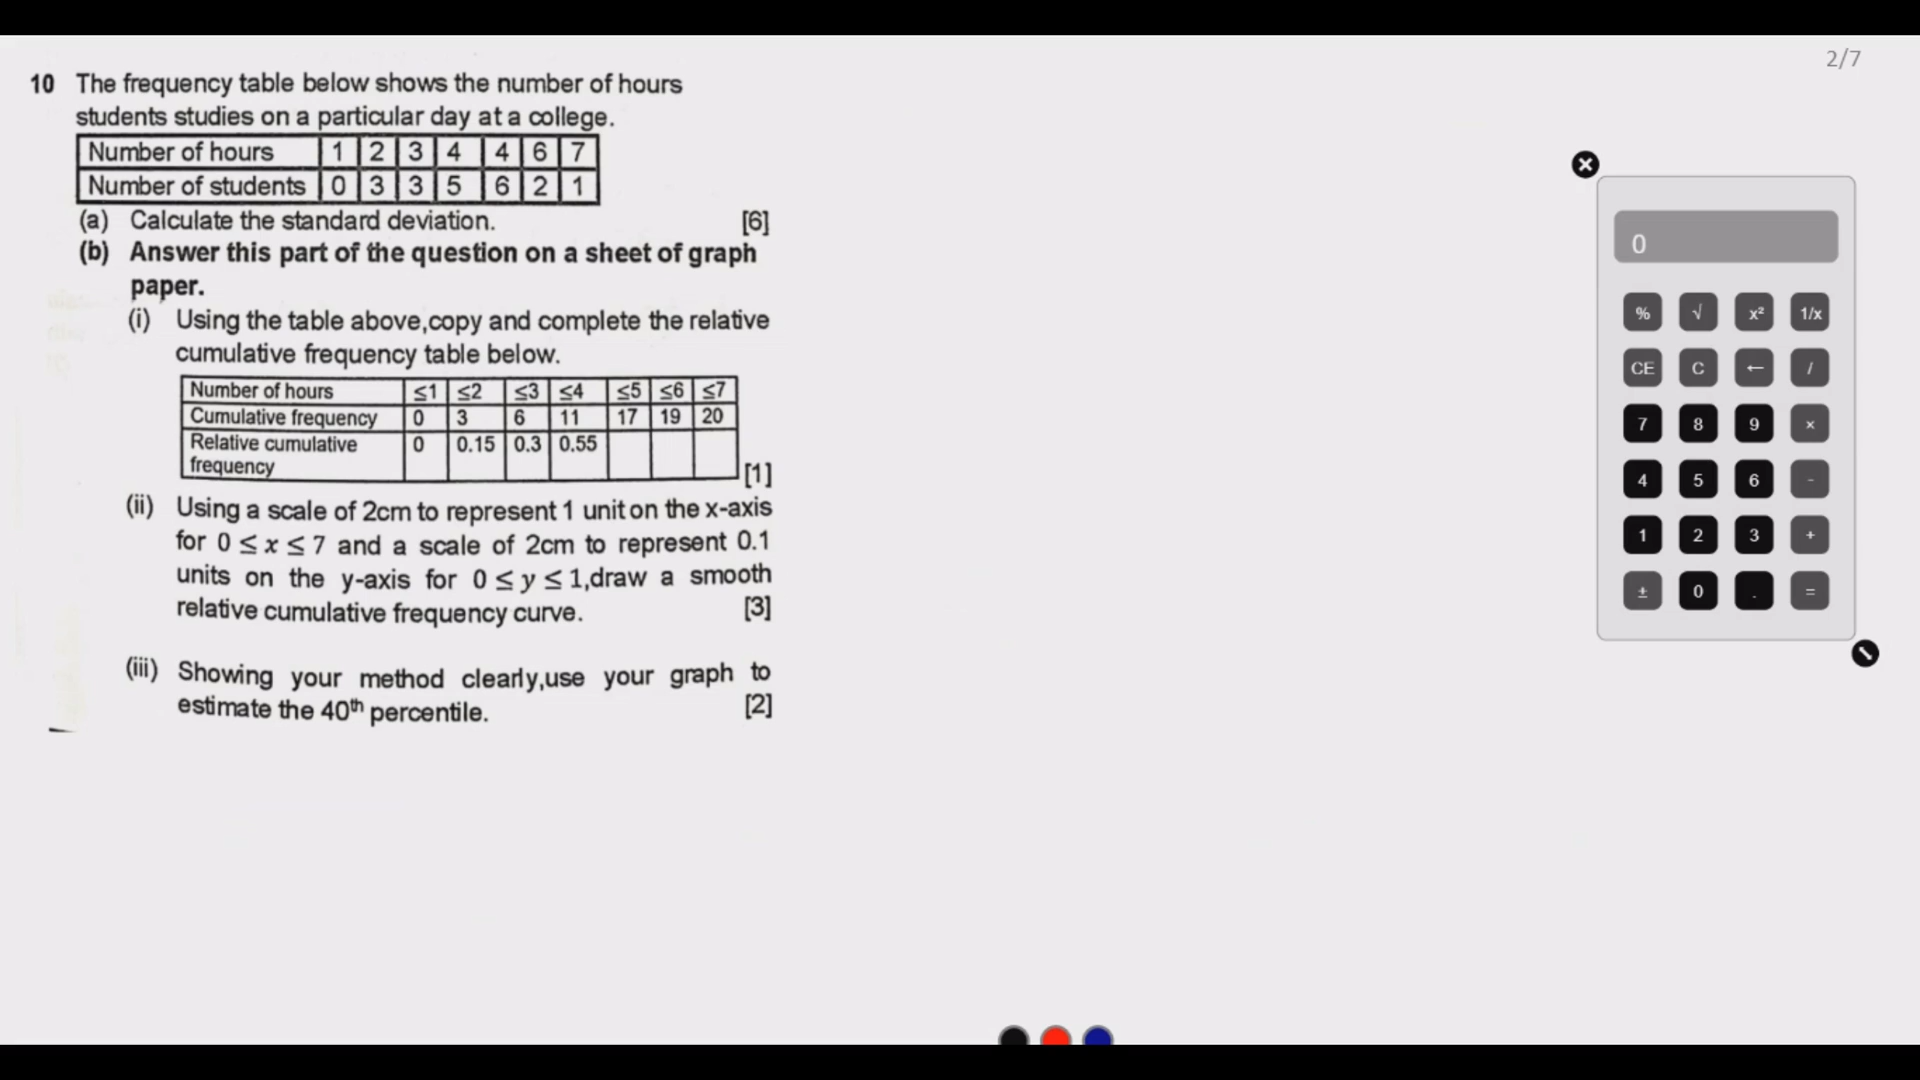 2/7
10 The frequency table below shows the number of hours
students studies on a particular day at a college.
Number of hours 1 2 3 4 4 6 7
Number of students 0 3 3 5 6 2 1
(a) Calculate the standard deviation. [6]
(b) Answer this part of the question on a sheet of graph
paper.
(i) Using the table above,copy and complete the relative
cumulative frequency table below.
Number of hours ≤1 ≤2 ≤3 ≤4 ≤5 ≤6 ≤7
Cumulative frequency 0 3 6 11 17 19 20
Relative cumulative 0 0.15 0.3 0.55
frequency
[1]
(ii) Using a scale of 2cm to represent 1 unit on the x-axis
for 0 ≤ x ≤ 7 and a scale of 2cm to represent 0.1
units on the y-axis for 0 ≤ y ≤ 1,draw a smooth
relative cumulative frequency curve. [3]
(iii) Showing your method clearly,use your graph to
estimate the 40th percentile. [2]
0
% √ x² 1/x
CE C ← /
7 8 9 ×
4 5 6 -
1 2 3 +
± 0 . =